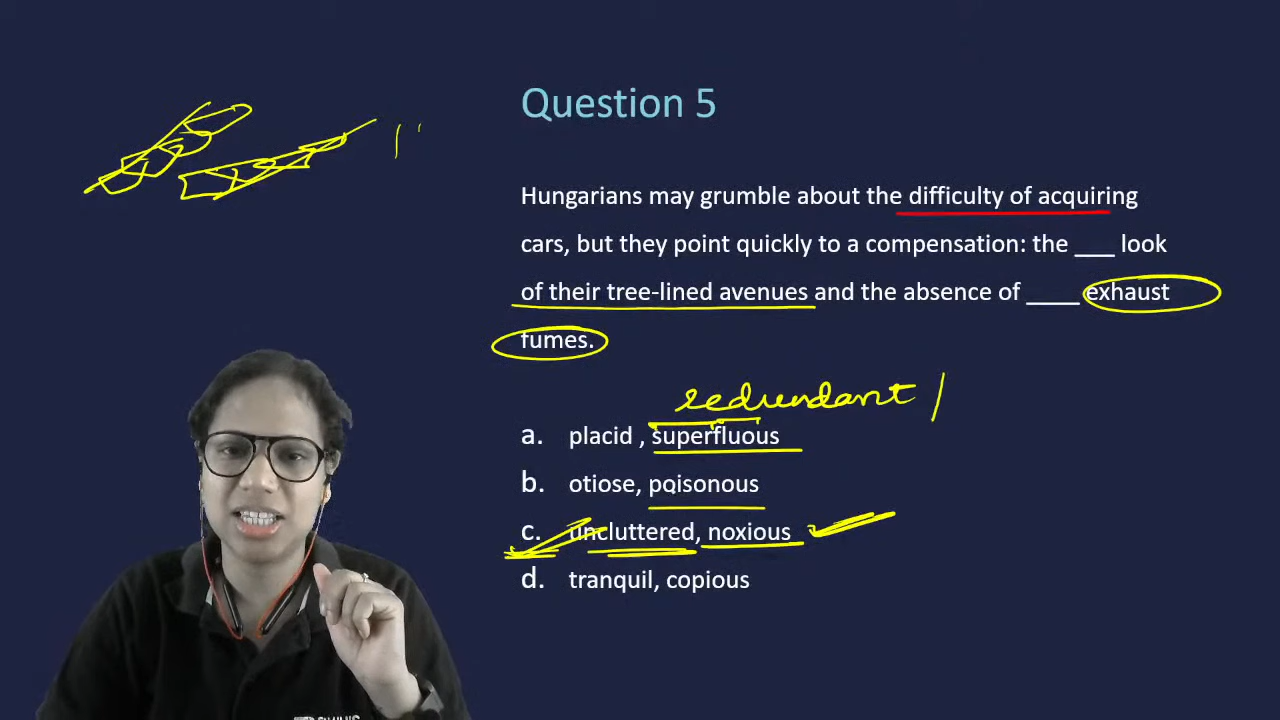 Question 5
Hungarians may grumble about the difficulty of acquiring
cars, but they point quickly to a compensation: the ___ look
of their tree-lined avenues and the absence of ____ exhaust
fumes.
redundant /
a. placid , superfluous
b. otiose, poisonous
c. uncluttered, noxious
d. tranquil, copious